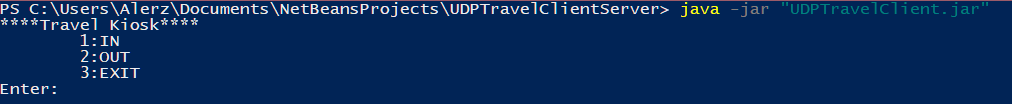 PS C:\Users\Alerz\Documents\NetBeansProjects\UDPTravelClientServer> java -jar "UDPTravelClient.jar"
****Travel Kiosk****
1:IN
2:OUT
3:EXIT
Enter: